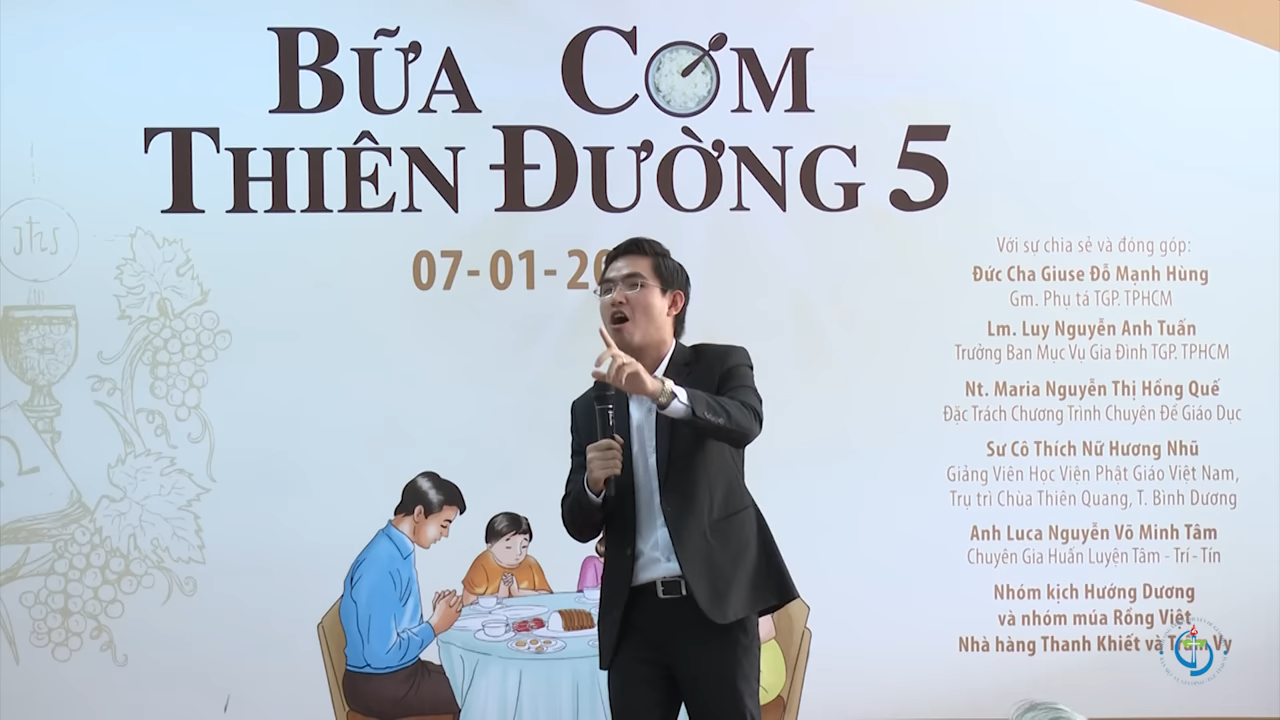 BỮA CƠM
THIÊN ĐƯỜNG 5
07-01-20
Với sự chia sẻ và đóng góp:
Đức Cha Giuse Đỗ Mạnh Hùng
Gm. Phụ tá TGP. TPHCM
Lm. Luy Nguyễn Anh Tuấn
Trưởng Ban Mục Vụ Gia Đình TGP. TPHCM
Nt. Maria Nguyễn Thị Hồng Quế
Đặc Trách Chương Trình Chuyên Đề Giáo Dục
Sư Cô Thích Nữ Hương Nhũ
Giảng Viên Học Viện Phật Giáo Việt Nam,
Trụ trì Chùa Thiên Quang, T. Bình Dương
Anh Luca Nguyễn Võ Minh Tâm
Chuyên Gia Huấn Luyện Tâm - Trí - Tín
Nhóm kịch Hướng Dương
và nhóm múa Rồng Việt
Nhà hàng Thanh Khiết và Vy